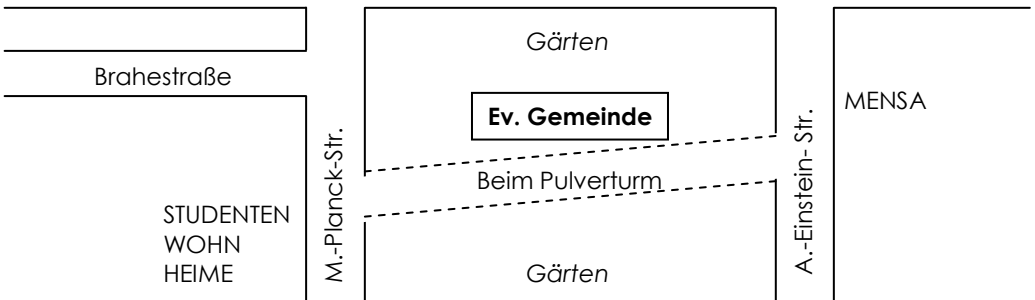 Gärten
Brahestraße
Ev. Gemeinde
MENSA
M.-Planck-Str.
Beim Pulverturm
A.-Einstein- Str.
STUDENTEN
WOHN
HEIME
Gärten